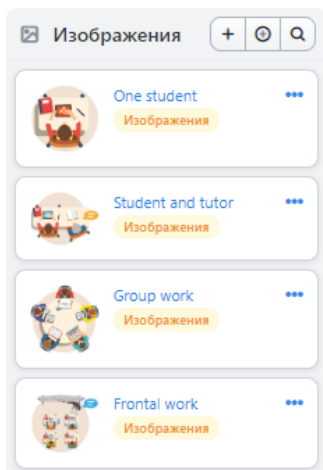 Изображения
One student
Изображения
Student and tutor
Изображения
Group work
Изображения
Frontal work
Изображения